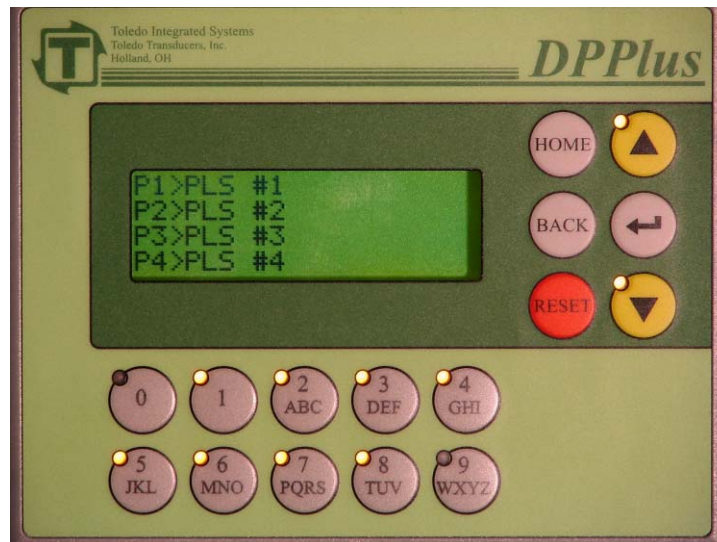 T
Toledo Integrated Systems
Toledo Transducers, Inc.
Holland, OH
DPPlus
P1>PLS #1
P2>PLS #2
P3>PLS #3
P4>PLS #4
HOME
BACK
RESET
0
1
2
ABC
3
DEF
4
GHI
5
JKL
6
MNO
7
PQRS
8
TUV
9
WXYZ